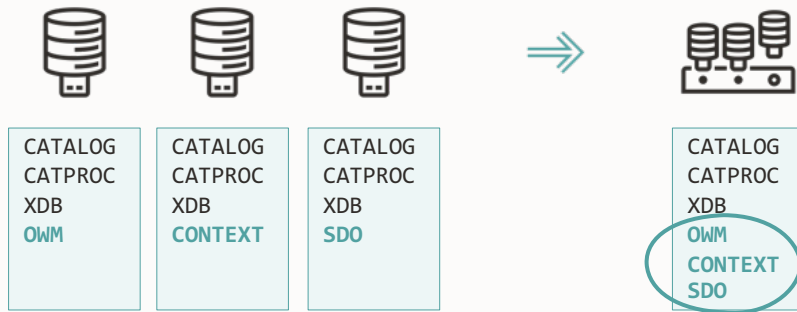 CATALOG
CATPROC
XDB
OWM
CATALOG
CATPROC
XDB
CONTEXT
CATALOG
CATPROC
XDB
SDO
CATALOG
CATPROC
XDB
OWM
CONTEXT
SDO